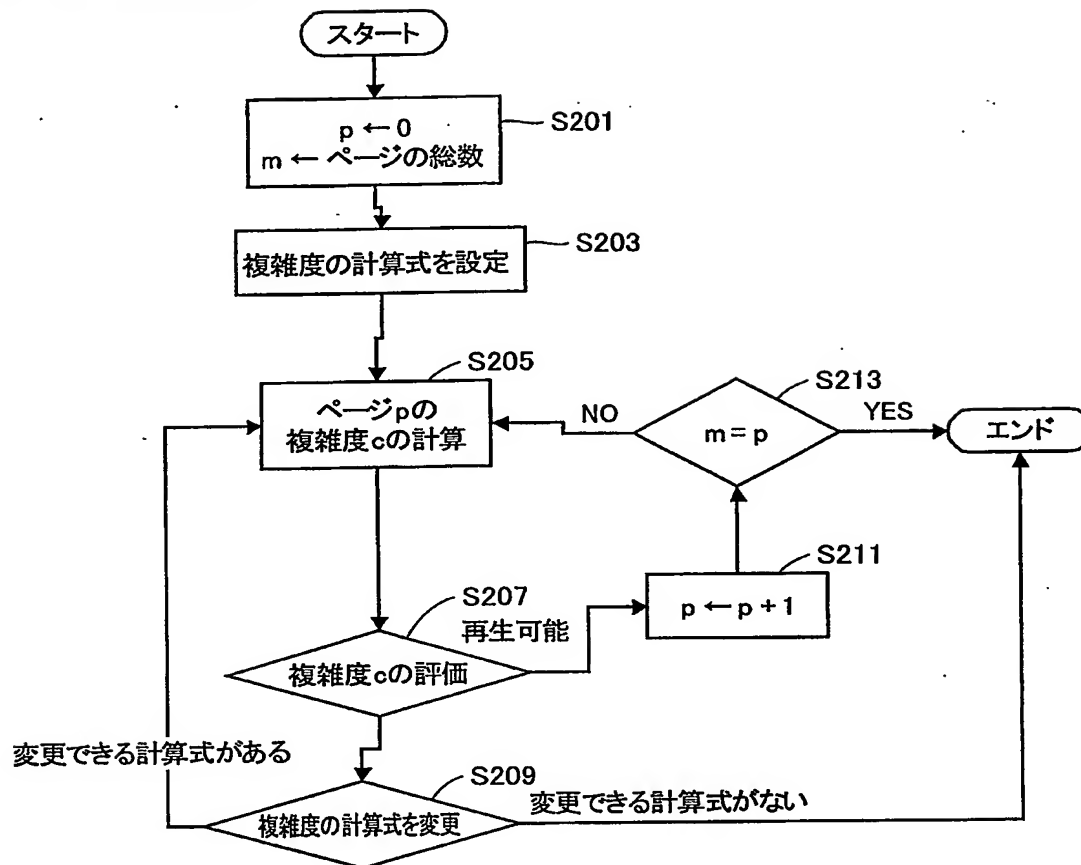 スタート
p ← 0
m ← ページの総数
S201
複雑度の計算式を設定
S203
ページpの
複雑度cの計算
S205
NO
m = p
S213
YES
エンド
p ← p + 1
S211
複雑度cの評価
S207
再生可能
変更できる計算式がある
複雑度の計算式を変更
S209
変更できる計算式がない